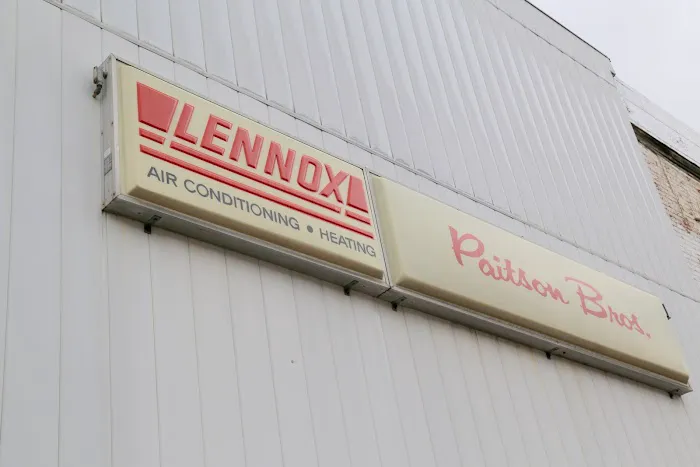 LENNOX
AIR CONDITIONING • HEATING
Paitson Bros.